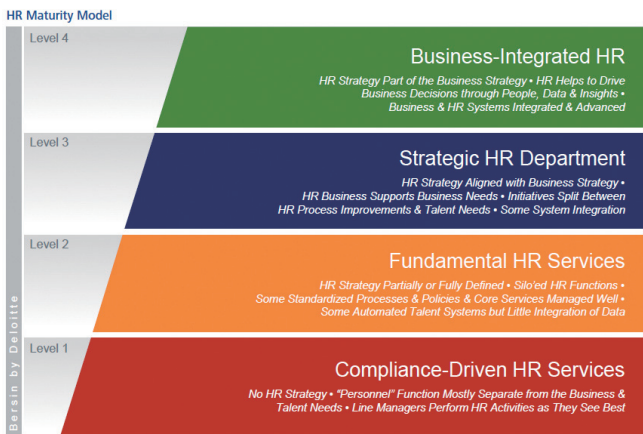 HR Maturity Model
Level 4
Business-Integrated HR
HR Strategy Part of the Business Strategy • HR Helps to Drive
Business Decisions through People, Data & Insights •
Business & HR Systems Integrated & Advanced
Level 3
Strategic HR Department
HR Strategy Aligned with Business Strategy •
HR Business Supports Business Needs • Initiatives Split Between
HR Process Improvements & Talent Needs • Some System Integration
Level 2
Fundamental HR Services
HR Strategy Partially or Fully Defined • Silo'ed HR Functions •
Some Standardized Processes & Policies & Core Services Managed Well •
Some Automated Talent Systems but Little Integration of Data
Level 1
Compliance-Driven HR Services
No HR Strategy • "Personnel" Function Mostly Separate from the Business &
Talent Needs • Line Managers Perform HR Activities as They See Best
Bersin by Deloitte